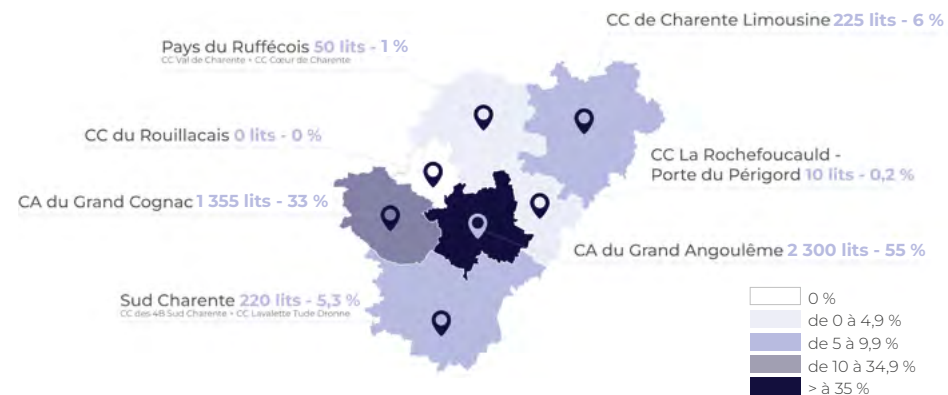 CC de Charente Limousine 225 lits - 6 %
Pays du Ruffécois 50 lits - 1 %
CC Val de Charente + CC Cœur de Charente
CC du Rouillacais 0 lits - 0 %
CC La Rochefoucauld -
Porte du Périgord 10 lits - 0,2 %
CA du Grand Cognac 1 355 lits - 33 %
CA du Grand Angoulême 2 300 lits - 55 %
Sud Charente 220 lits - 5,3 %
CC des 4B Sud Charente + CC Lavalette Tude Dronne
0 %
de 0 à 4,9 %
de 5 à 9,9 %
de 10 à 34,9 %
> à 35 %